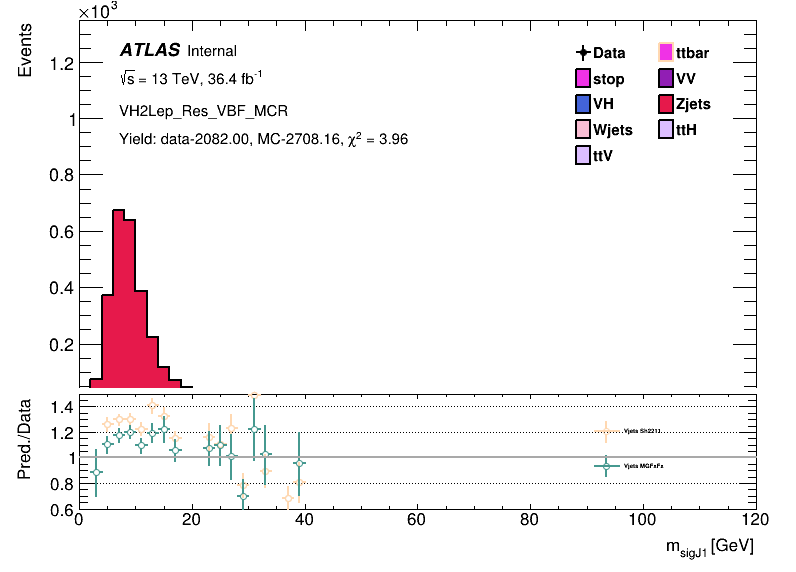 ×10³
Events
ATLAS Internal
√s = 13 TeV, 36.4 fb⁻¹
VH2Lep_Res_VBF_MCR
Yield: data-2082.00, MC-2708.16, χ² = 3.96
Data
ttbar
stop
VV
VH
Zjets
Wjets
ttH
ttV
1.2
1
0.8
0.6
0.4
0.2
Pred./Data
1.4
1.2
1
0.8
0.6
Vjets Sh2211
Vjets MGFxFx
0 20 40 60 80 100 120
m_sigJ1 [GeV]